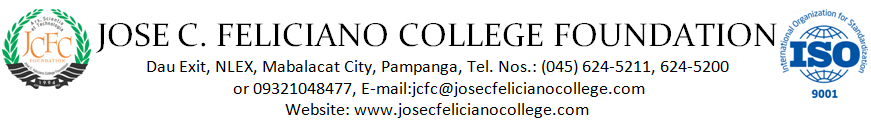 JOSE C. FELICIANO COLLEGE FOUNDATION
Dau Exit, NLEX, Mabalacat City, Pampanga, Tel. Nos.: (045) 624-5211, 624-5200
or 09321048477, E-mail:jcfc@josecfelicianocollege.com
Website: www.josecfelicianocollege.com
JCFC
FOUNDATION
International Organization for Standardization
ISO
9001